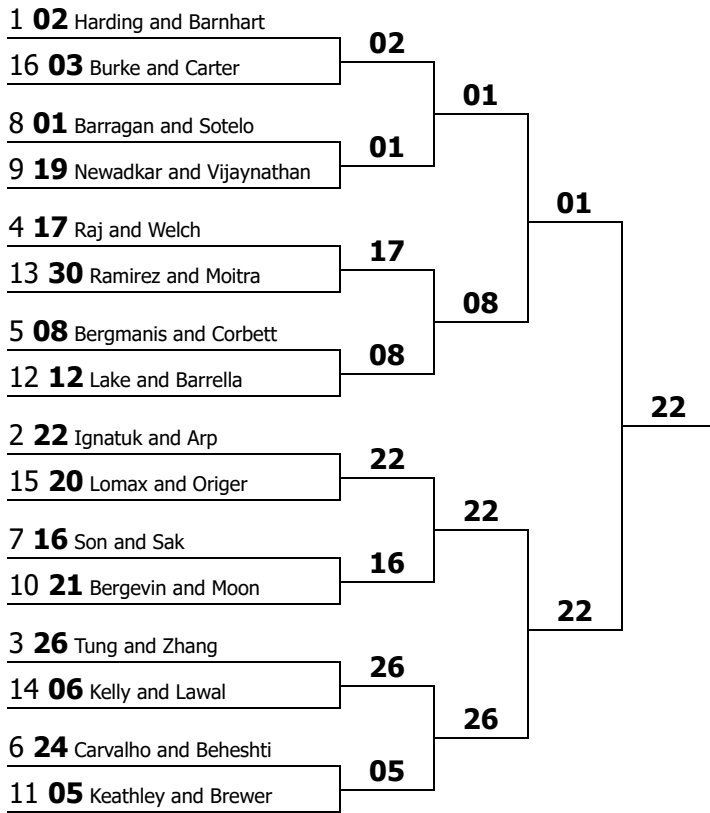 1 02 Harding and Barnhart
16 03 Burke and Carter
8 01 Barragan and Sotelo
9 19 Newadkar and Vijaynathan
4 17 Raj and Welch
13 30 Ramirez and Moitra
5 08 Bergmanis and Corbett
12 12 Lake and Barrella
2 22 Ignatuk and Arp
15 20 Lomax and Origer
7 16 Son and Sak
10 21 Bergevin and Moon
3 26 Tung and Zhang
14 06 Kelly and Lawal
6 24 Carvalho and Beheshti
11 05 Keathley and Brewer
02
01
17
08
22
16
26
05
01
08
22
26
01
22
22